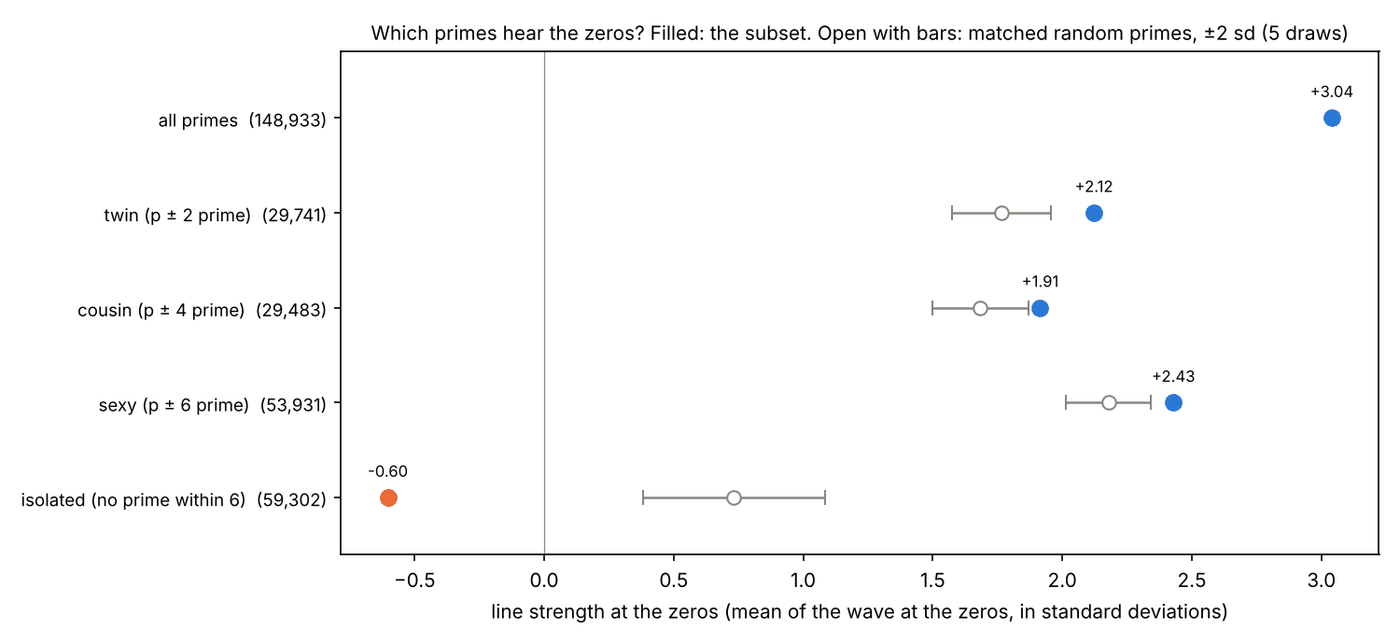 Which primes hear the zeros? Filled: the subset. Open with bars: matched random primes, ±2 sd (5 draws)
+3.04
all primes (148,933)
+2.12
twin (p ± 2 prime) (29,741)
+1.91
cousin (p ± 4 prime) (29,483)
+2.43
sexy (p ± 6 prime) (53,931)
-0.60
isolated (no prime within 6) (59,302)
−0.5 0.0 0.5 1.0 1.5 2.0 2.5 3.0
line strength at the zeros (mean of the wave at the zeros, in standard deviations)